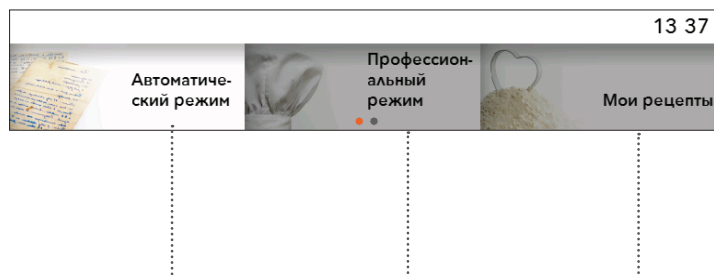 13 37
Автоматиче-
ский режим
Профессион-
альный
режим
Мои рецепты